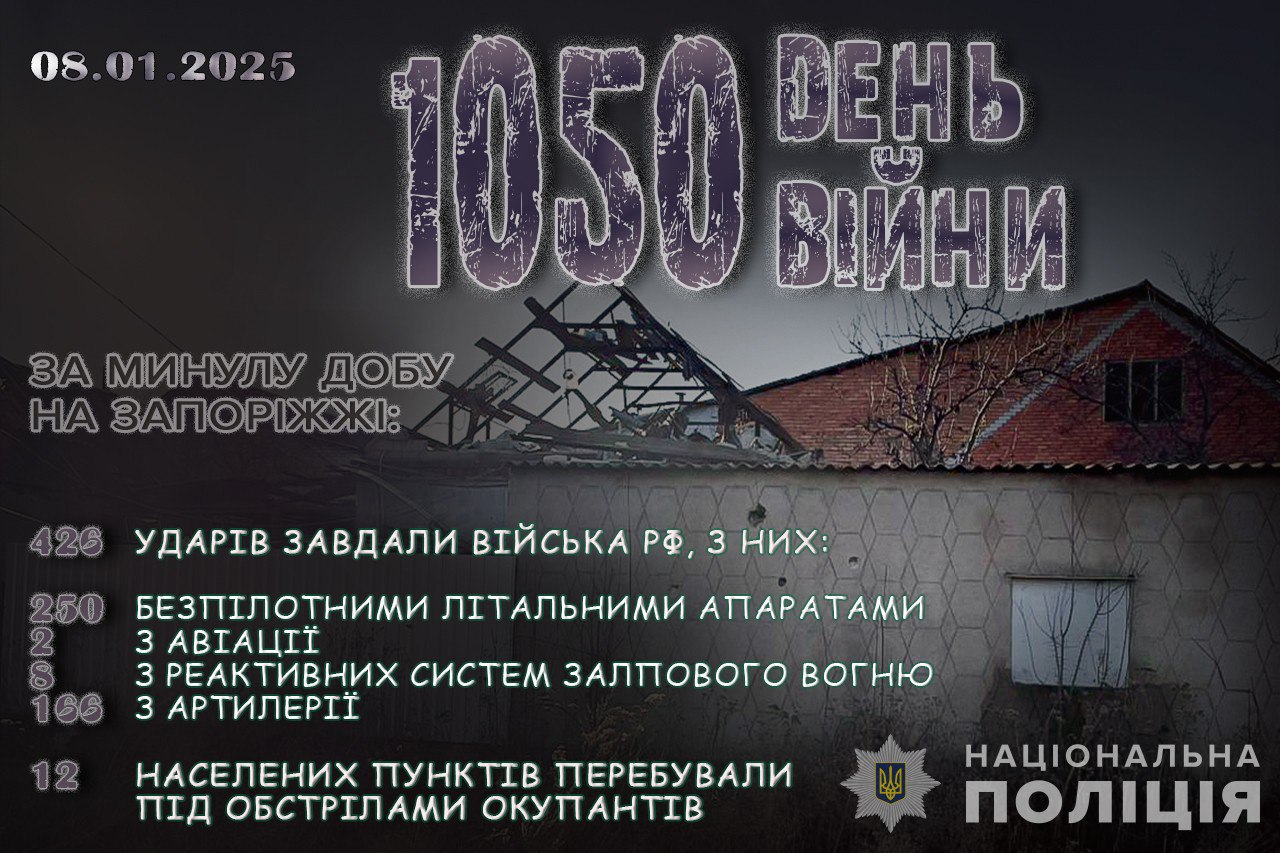 08.01.2025
1050 ДЕНЬ
ВІЙНИ
ЗА МИНУЛУ ДОБУ
НА ЗАПОРІЖЖІ:
426 УДАРІВ ЗАВДАЛИ ВІЙСЬКА РФ, З НИХ:
250 БЕЗПІЛОТНИМИ ЛІТАЛЬНИМИ АПАРАТАМИ
2 З АВІАЦІЇ
8 З РЕАКТИВНИХ СИСТЕМ ЗАЛПОВОГО ВОГНЮ
166 З АРТИЛЕРІЇ
12 НАСЕЛЕНИХ ПУНКТІВ ПЕРЕБУВАЛИ
ПІД ОБСТРІЛАМИ ОКУПАНТІВ
НАЦІОНАЛЬНА
ПОЛІЦІЯ